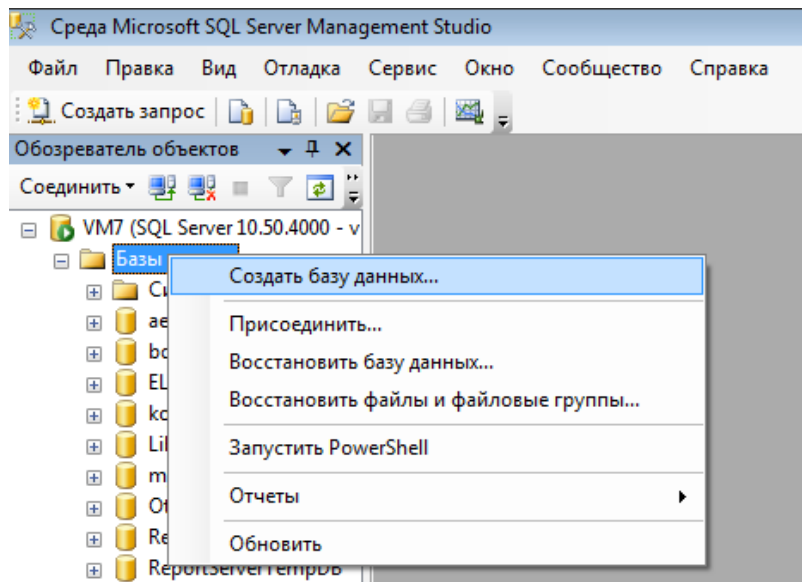 Среда Microsoft SQL Server Management Studio
Файл Правка Вид Отладка Сервис Окно Сообщество Справка
Создать запрос
Обозреватель объектов
Соединить
VM7 (SQL Server 10.50.4000 - v
Базы
Создать базу данных...
Присоединить...
Восстановить базу данных...
Восстановить файлы и файловые группы...
Запустить PowerShell
Отчеты
Обновить
ReportServerTempDB